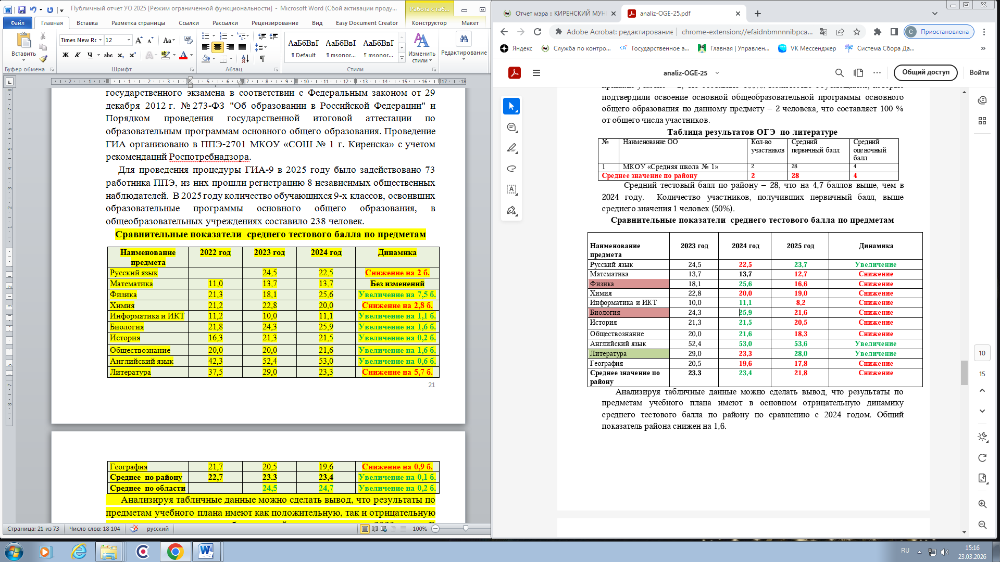 Публичный отчет УО 2025 [Режим ограниченной функциональности] - Microsoft Word (Сбой активации проду...
Работа с таб...
Файл Главная Вставка Разметка страницы Ссылки Рассылки Рецензирование Вид Easy Document Creator Конструктор Макет
Вставить
Times New Ro 12
Ж К Ч abc x₂ x²
АаБбВвІ АаБбВвІ АаБбВвІ
¶ Default ¶ msonor... ¶ msonor...
Изменить стили
Редактирование
Буфер обмена Шрифт Абзац Стили
государственного экзамена в соответствии с Федеральным законом от 29
декабря 2012 г. № 273-ФЗ "Об образовании в Российской Федерации" и
Порядком проведения государственной итоговой аттестации по
образовательным программам основного общего образования. Проведение
ГИА организовано в ППЭ-2701 МКОУ «СОШ № 1 г. Киренска» с учетом
рекомендаций Роспотребнадзора.
Для проведения процедуры ГИА-9 в 2025 году было задействовано 73
работника ППЭ, из них прошли регистрацию 8 независимых общественных
наблюдателей. В 2025 году количество обучающихся 9-х классов, освоивших
образовательные программы основного общего образования, в
общеобразовательных учреждениях составило 238 человек.
Сравнительные показатели среднего тестового балла по предметам
Наименование предмета 2022 год 2023 год 2024 год Динамика
Русский язык 24,5 22,5 Снижение на 2 б.
Математика 11,0 13,7 13,7 Без изменений
Физика 21,3 18,1 25,6 Увеличение на 7,5 б.
Химия 21,2 22,8 20,0 Снижение на 2,8 б.
Информатика и ИКТ 11,2 10,0 11,1 Увеличение на 1,1 б.
Биология 21,8 24,3 25,9 Увеличение на 1,6 б.
История 16,3 21,3 21,5 Увеличение на 0,2 б.
Обществознание 20,0 20,0 21,6 Увеличение на 1,6 б.
Английский язык 42,3 52,4 53,0 Увеличение на 0,6 б.
Литература 37,5 29,0 23,3 Снижение на 5,7 б.
21
География 21,7 20,5 19,6 Снижение на 0,9 б.
Среднее по району 22,7 23.3 23,4 Увеличение на 0,1 б.
Среднее по области 24,5 24,7 Увеличение на 0,2 б.
Анализируя табличные данные можно сделать вывод, что результаты по
предметам учебного плана имеют как положительную, так и отрицательную
Страница: 21 из 73 Число слов: 18 104 русский 100%
Отчет мэра :: КИРЕНСКИЙ МУН
analiz-OGE-25.pdf
Adobe Acrobat: редактирование chrome-extension://efaidnbmnnnibpca...
С Приостановлена
Яндекс Служба по контро... Государственное а... Главная | Управлен... VK Мессенджер Система Сбора Да... »
analiz-OGE-25
Общий доступ
Войти
подтвердили освоение основной общеобразовательной программы основного
общего образования по данному предмету – 2 человека, что составляет 100 %
от общего числа участников.
Таблица результатов ОГЭ по литературе
№ Наименование ОО Кол-во участников Средний первичный балл Средний оценочный балл
1 МКОУ «Средняя школа № 1» 2 28 4
Среднее значение по району 2 28 4
Средний тестовый балл по району – 28, что на 4,7 баллов выше, чем в
2024 году. Количество участников, получивших первичный балл, выше
среднего значения 1 человек (50%).
Сравнительные показатели среднего тестового балла по предметам
Наименование предмета 2023 год 2024 год 2025 год Динамика
Русский язык 24,5 22,5 23,7 Увеличение
Математика 13,7 13,7 12,7 Снижение
Физика 18,1 25,6 16,6 Снижение
Химия 22,8 20,0 19,0 Снижение
Информатика и ИКТ 10,0 11,1 8,2 Снижение
Биология 24,3 25,9 21,6 Снижение
История 21,3 21,5 20,5 Снижение
Обществознание 20,0 21,6 18,3 Снижение
Английский язык 52,4 53,0 53,6 Увеличение
Литература 29,0 23,3 28,0 Увеличение
География 20,5 19,6 17,8 Снижение
Среднее значение по району 23.3 23,4 21,8 Снижение
Анализируя табличные данные можно сделать вывод, что результаты по
предметам учебного плана имеют в основном отрицательную динамику
среднего тестового балла по району по сравнению с 2024 годом. Общий
показатель района снижен на 1,6.
10
15
RU
15:16
23.03.2026